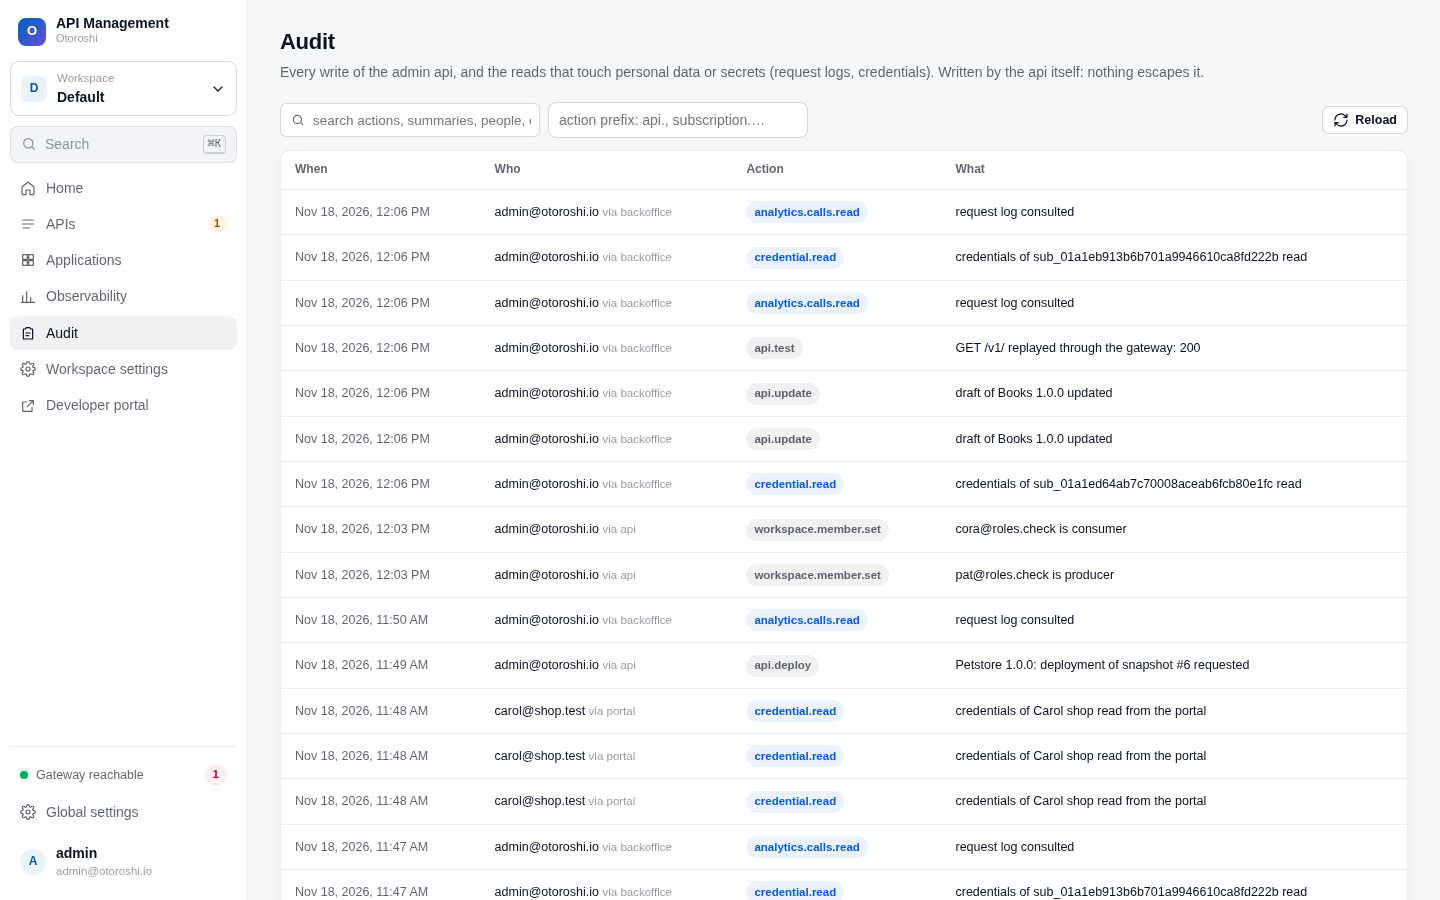 O
API Management
Otoroshi
D
Workspace
Default
Search
⌘K
Home
APIs
1
Applications
Observability
Audit
Workspace settings
Developer portal
Gateway reachable
1
Global settings
A
admin
admin@otoroshi.io
Audit
Every write of the admin api, and the reads that touch personal data or secrets (request logs, credentials). Written by the api itself: nothing escapes it.
search actions, summaries, people,
action prefix: api., subscription.…
Reload
When Who Action What
Nov 18, 2026, 12:06 PM admin@otoroshi.io via backoffice analytics.calls.read request log consulted
Nov 18, 2026, 12:06 PM admin@otoroshi.io via backoffice credential.read credentials of sub_01a1eb913b6b701a9946610ca8fd222b read
Nov 18, 2026, 12:06 PM admin@otoroshi.io via backoffice analytics.calls.read request log consulted
Nov 18, 2026, 12:06 PM admin@otoroshi.io via backoffice api.test GET /v1/ replayed through the gateway: 200
Nov 18, 2026, 12:06 PM admin@otoroshi.io via backoffice api.update draft of Books 1.0.0 updated
Nov 18, 2026, 12:06 PM admin@otoroshi.io via backoffice api.update draft of Books 1.0.0 updated
Nov 18, 2026, 12:06 PM admin@otoroshi.io via backoffice credential.read credentials of sub_01a1ed64ab7c70008aceab6fcb80e1fc read
Nov 18, 2026, 12:03 PM admin@otoroshi.io via api workspace.member.set cora@roles.check is consumer
Nov 18, 2026, 12:03 PM admin@otoroshi.io via api workspace.member.set pat@roles.check is producer
Nov 18, 2026, 11:50 AM admin@otoroshi.io via backoffice analytics.calls.read request log consulted
Nov 18, 2026, 11:49 AM admin@otoroshi.io via api api.deploy Petstore 1.0.0: deployment of snapshot #6 requested
Nov 18, 2026, 11:48 AM carol@shop.test via portal credential.read credentials of Carol shop read from the portal
Nov 18, 2026, 11:48 AM carol@shop.test via portal credential.read credentials of Carol shop read from the portal
Nov 18, 2026, 11:48 AM carol@shop.test via portal credential.read credentials of Carol shop read from the portal
Nov 18, 2026, 11:47 AM admin@otoroshi.io via backoffice analytics.calls.read request log consulted
Nov 18, 2026, 11:47 AM admin@otoroshi.io via backoffice credential.read credentials of sub_01a1eb913b6b701a9946610ca8fd222b read